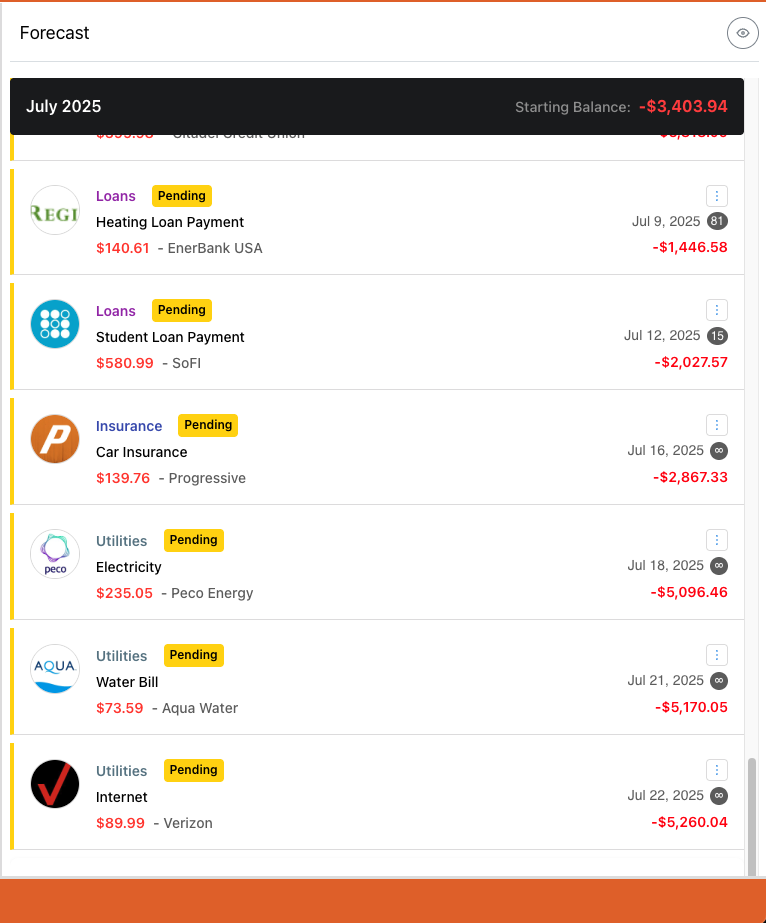 Forecast
July 2025 Starting Balance: -$3,403.94
Citadel Credit Union
REGI
Loans Pending
Heating Loan Payment Jul 9, 2025 81
$140.61 - EnerBank USA -$1,446.58
Loans Pending
Student Loan Payment Jul 12, 2025 15
$580.99 - SoFI -$2,027.57
Insurance Pending
P
Car Insurance Jul 16, 2025 ∞
$139.76 - Progressive -$2,867.33
Utilities Pending
peco
Electricity Jul 18, 2025 ∞
$235.05 - Peco Energy -$5,096.46
Utilities Pending
AQUA
Water Bill Jul 21, 2025 ∞
$73.59 - Aqua Water -$5,170.05
Utilities Pending
Internet Jul 22, 2025 ∞
$89.99 - Verizon -$5,260.04